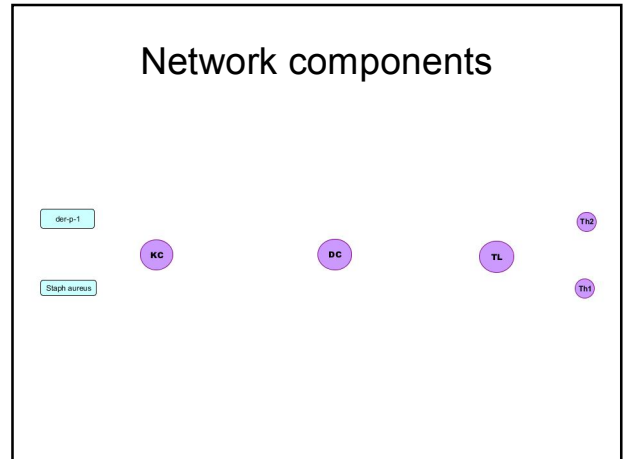 Network components
der-p-1
Th2
KC
DC
TL
Staph aureus
Th1